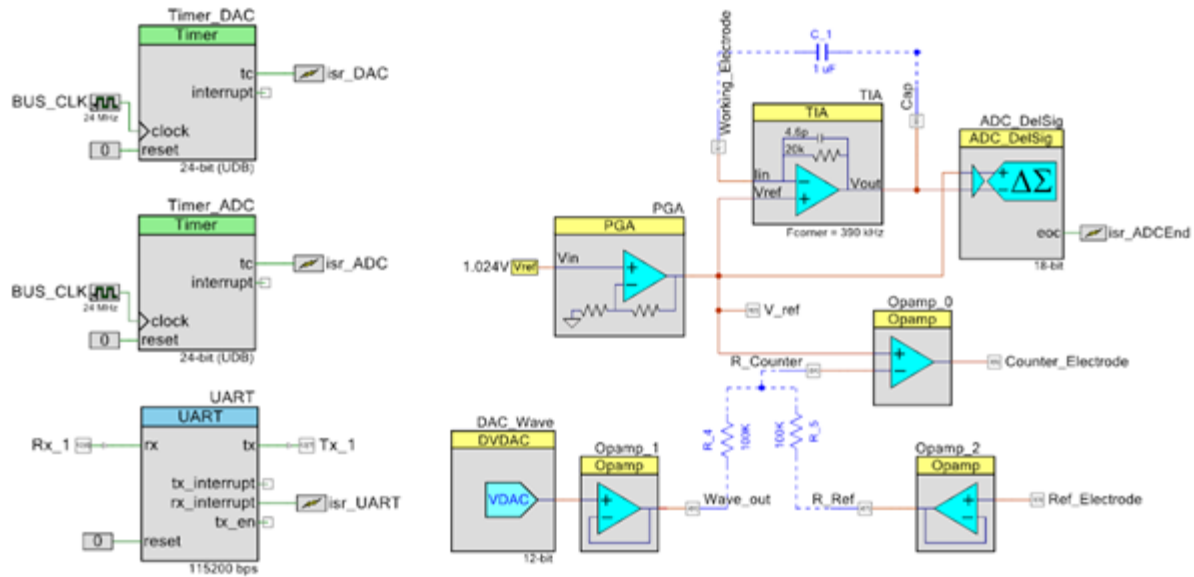 Timer_DAC
Timer
tc
isr_DAC
interrupt
BUS_CLK
24 MHz
clock
0
reset
24-bit (UDB)
Timer_ADC
Timer
tc
isr_ADC
interrupt
BUS_CLK
24 MHz
clock
0
reset
24-bit (UDB)
UART
UART
Rx_1
rx
tx
Tx_1
tx_interrupt
rx_interrupt
isr_UART
tx_en
0
reset
115200 bps
Working_Electrode
C_1
1 uF
Cap
TIA
TIA
4.6p
20k
Iin
Vref
Vout
Fcorner = 390 kHz
ADC_DelSig
ADC_DelSig
ΔΣ
eoc
isr_ADCEnd
18-bit
PGA
PGA
1.024V
Vref
Vin
V_ref
Opamp_0
Opamp
R_Counter
Counter_Electrode
R_4
100K
100K
R_5
DAC_Wave
DVDAC
VDAC
12-bit
Opamp_1
Opamp
Wave_out
R_Ref
Opamp_2
Opamp
Ref_Electrode